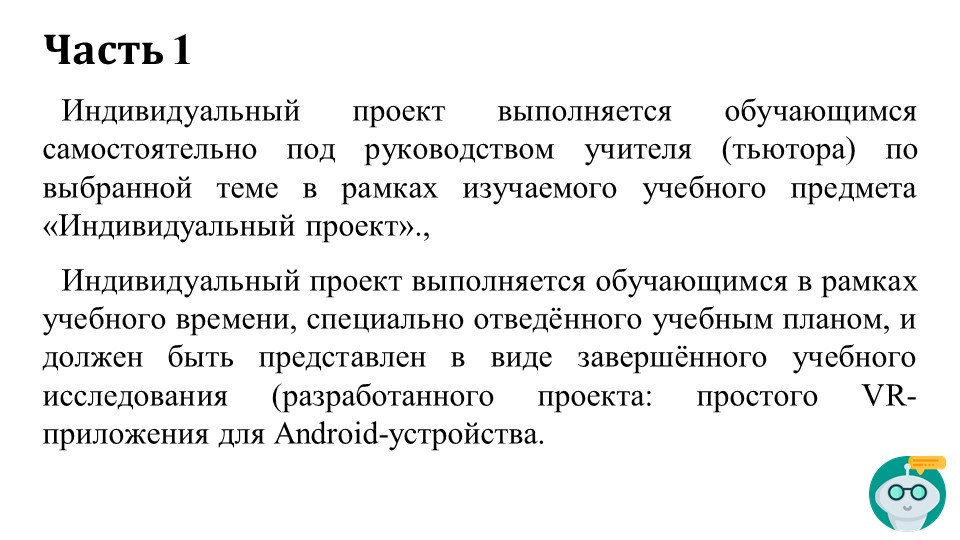 Часть 1
Индивидуальный проект выполняется обучающимся
самостоятельно под руководством учителя (тьютора) по
выбранной теме в рамках изучаемого учебного предмета
«Индивидуальный проект».,
Индивидуальный проект выполняется обучающимся в рамках
учебного времени, специально отведённого учебным планом, и
должен быть представлен в виде завершённого учебного
исследования (разработанного проекта: простого VR-
приложения для Android-устройства.